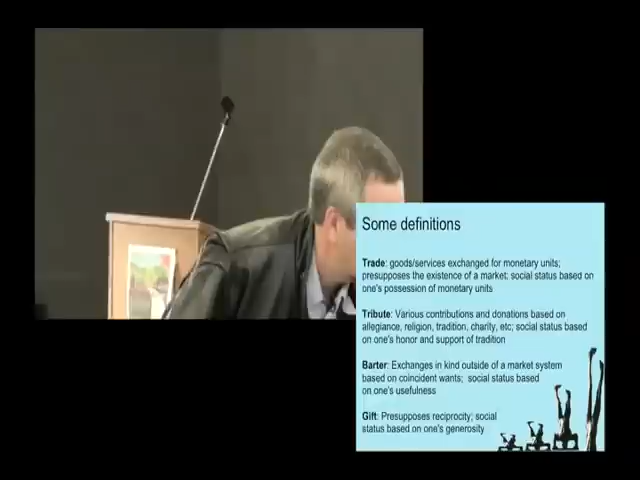 Some definitions
Trade: goods/services exchanged for monetary units;
presupposes the existence of a market; social status based on
one's possession of monetary units
Tribute: Various contributions and donations based on
allegiance, religion, tradition, charity, etc; social status based
on one's honor and support of tradition
Barter: Exchanges in kind outside of a market system
based on coincident wants; social status based
on one's usefulness
Gift: Presupposes reciprocity; social
status based on one's generosity